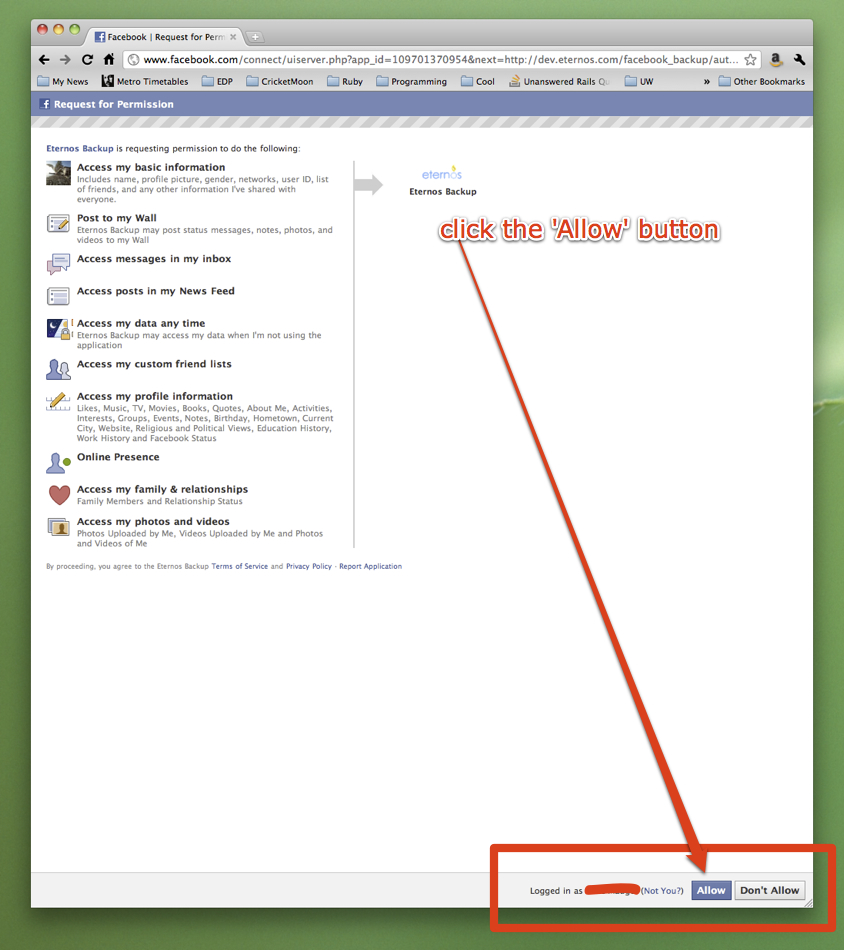 Facebook | Request for Perm
www.facebook.com/connect/uiserver.php?app_id=109701370954&next=http://dev.eternos.com/facebook_backup/aut...
My News Metro Timetables EDP CricketMoon Ruby Programming Cool Unanswered Rails Qu UW » Other Bookmarks
f Request for Permission
Eternos Backup is requesting permission to do the following:
Access my basic information
Includes name, profile picture, gender, networks, user ID, list
of friends, and any other information I've shared with
everyone.
Post to my Wall
Eternos Backup may post status messages, notes, photos, and
videos to my Wall
Access messages in my inbox
Access posts in my News Feed
Access my data any time
Eternos Backup may access my data when I'm not using the
application
Access my custom friend lists
Access my profile information
Likes, Music, TV, Movies, Books, Quotes, About Me, Activities,
Interests, Groups, Events, Notes, Birthday, Hometown, Current
City, Website, Religious and Political Views, Education History,
Work History and Facebook Status
Online Presence
Access my family & relationships
Family Members and Relationship Status
Access my photos and videos
Photos Uploaded by Me, Videos Uploaded by Me and Photos
and Videos of Me
By proceeding, you agree to the Eternos Backup Terms of Service and Privacy Policy · Report Application
eternos
Eternos Backup
click the 'Allow' button
Logged in as (Not You?) Allow Don't Allow